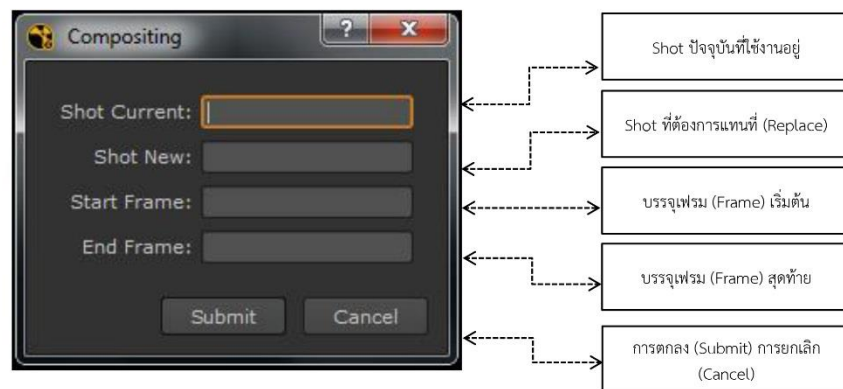 Compositing
Shot Current:
Shot New:
Start Frame:
End Frame:
Submit
Cancel
Shot ปัจจุบันที่ใช้งานอยู่
Shot ที่ต้องการแทนที่ (Replace)
บรรจุเฟรม (Frame) เริ่มต้น
บรรจุเฟรม (Frame) สุดท้าย
การตกลง (Submit) การยกเลิก
(Cancel)